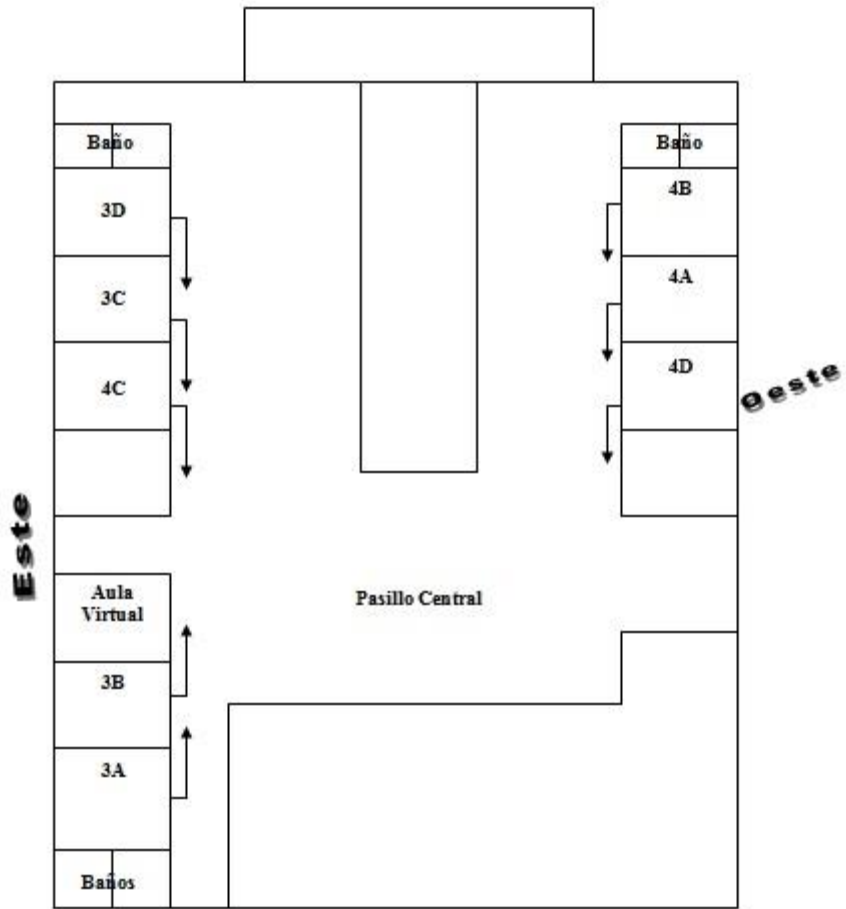 Baño
3D
3C
4C
Este
Aula
Virtual
3B
3A
Baños
Pasillo Central
Baño
4B
4A
4D
Oeste